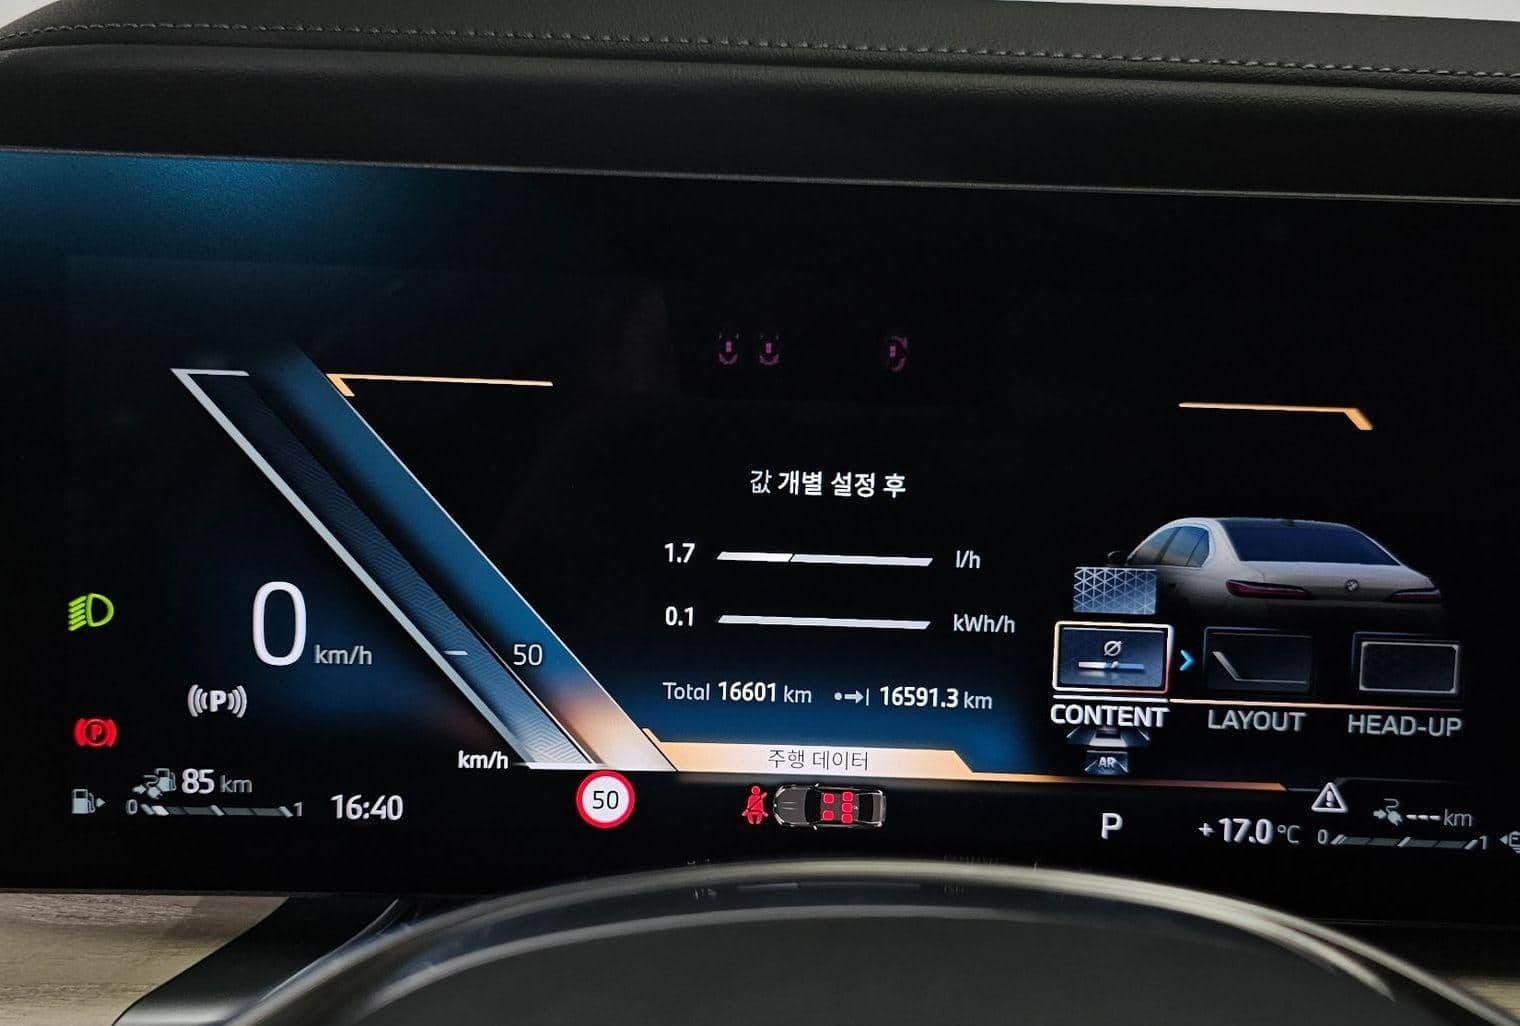 값 개별 설정 후
1.7 l/h
0.1 kWh/h
Total 16601 km 16591.3 km
주행 데이터
0 km/h
50
km/h
(P)
P
85 km
0 1
16:40
50
CONTENT
LAYOUT
HEAD-UP
AR
P
+17.0 °C
---km
0 1